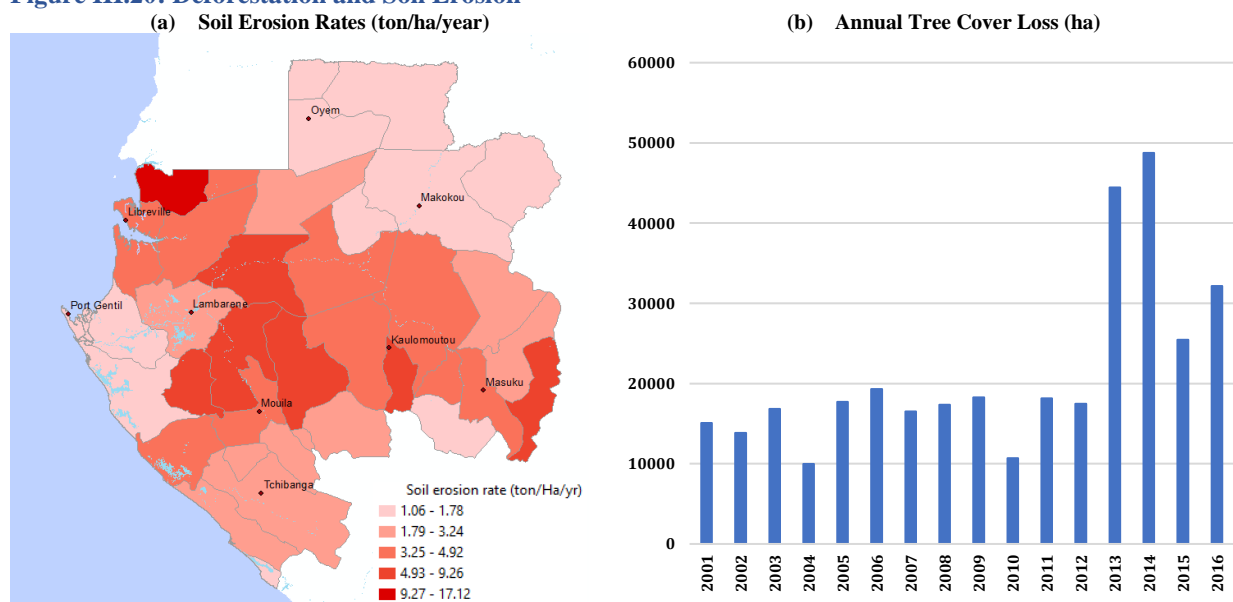 Figure III.20: Deforestation and Soil Erosion
(a) Soil Erosion Rates (ton/ha/year)
Oyem
Makokou
Libreville
Port Gentil
Lambarene
Kaulomoutou
Masuku
Mouila
Tchibanga
Soil erosion rate (ton/Ha/yr)
1.06 - 1.78
1.79 - 3.24
3.25 - 4.92
4.93 - 9.26
9.27 - 17.12
(b) Annual Tree Cover Loss (ha)
60000
50000
40000
30000
20000
10000
0
2001
2002
2003
2004
2005
2006
2007
2008
2009
2010
2011
2012
2013
2014
2015
2016